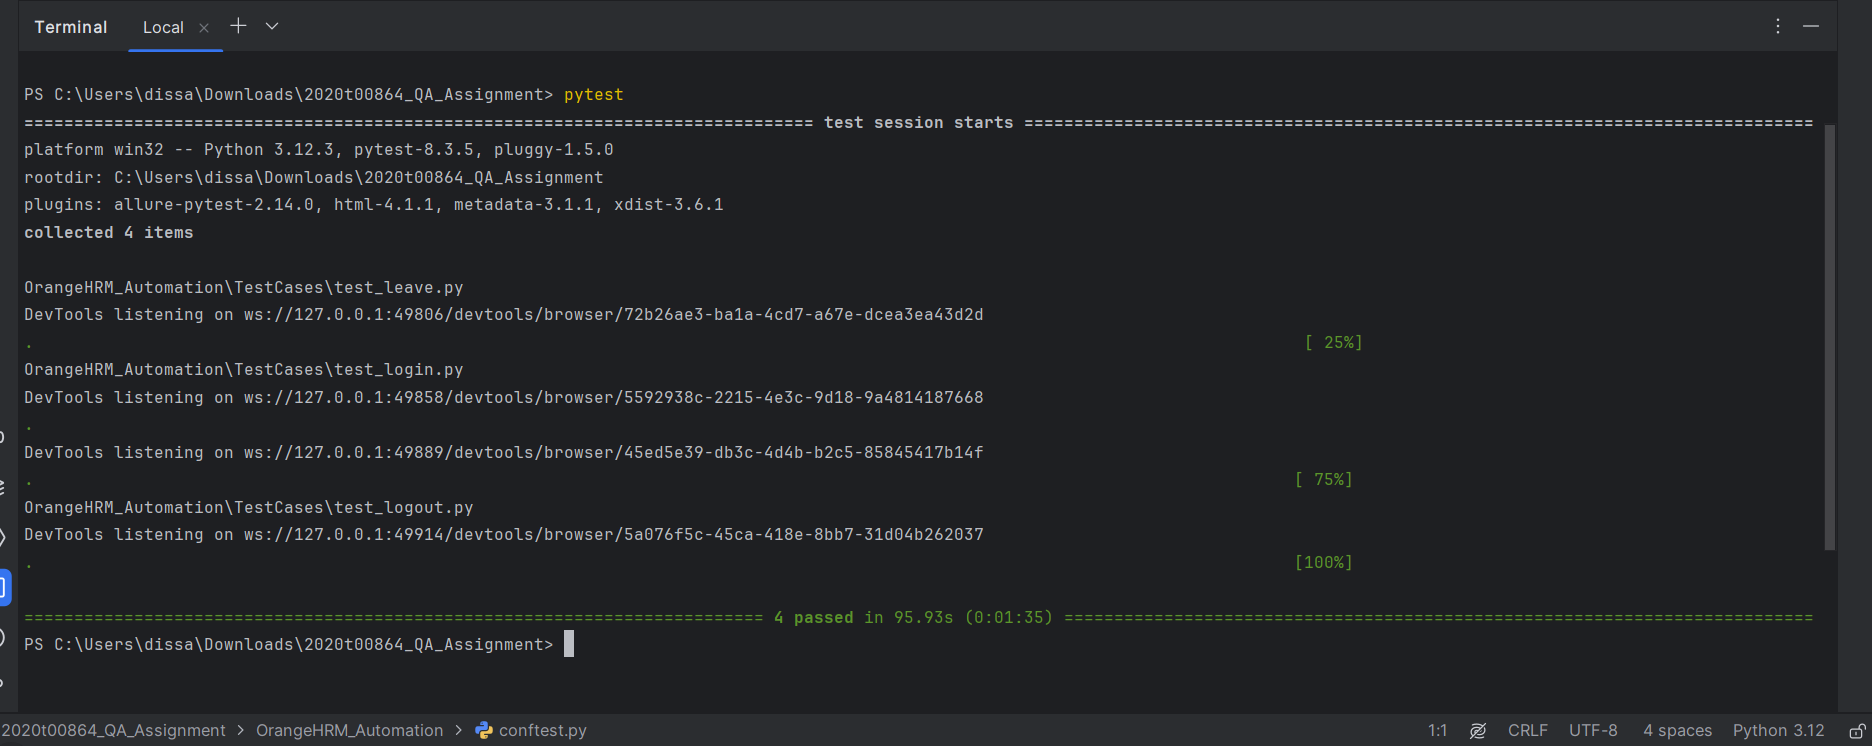 Terminal Local
PS C:\Users\dissa\Downloads\2020t00864_QA_Assignment> pytest
=============================================================================== test session starts ===============================================================================
platform win32 -- Python 3.12.3, pytest-8.3.5, pluggy-1.5.0
rootdir: C:\Users\dissa\Downloads\2020t00864_QA_Assignment
plugins: allure-pytest-2.14.0, html-4.1.1, metadata-3.1.1, xdist-3.6.1
collected 4 items
OrangeHRM_Automation\TestCases\test_leave.py
DevTools listening on ws://127.0.0.1:49806/devtools/browser/72b26ae3-ba1a-4cd7-a67e-dcea3ea43d2d
. [ 25%]
OrangeHRM_Automation\TestCases\test_login.py
DevTools listening on ws://127.0.0.1:49858/devtools/browser/5592938c-2215-4e3c-9d18-9a4814187668
.
DevTools listening on ws://127.0.0.1:49889/devtools/browser/45ed5e39-db3c-4d4b-b2c5-85845417b14f
. [ 75%]
OrangeHRM_Automation\TestCases\test_logout.py
DevTools listening on ws://127.0.0.1:49914/devtools/browser/5a076f5c-45ca-418e-8bb7-31d04b262037
. [100%]
========================================================================== 4 passed in 95.93s (0:01:35) ===========================================================================
PS C:\Users\dissa\Downloads\2020t00864_QA_Assignment>
2020t00864_QA_Assignment > OrangeHRM_Automation > conftest.py 1:1 CRLF UTF-8 4 spaces Python 3.12